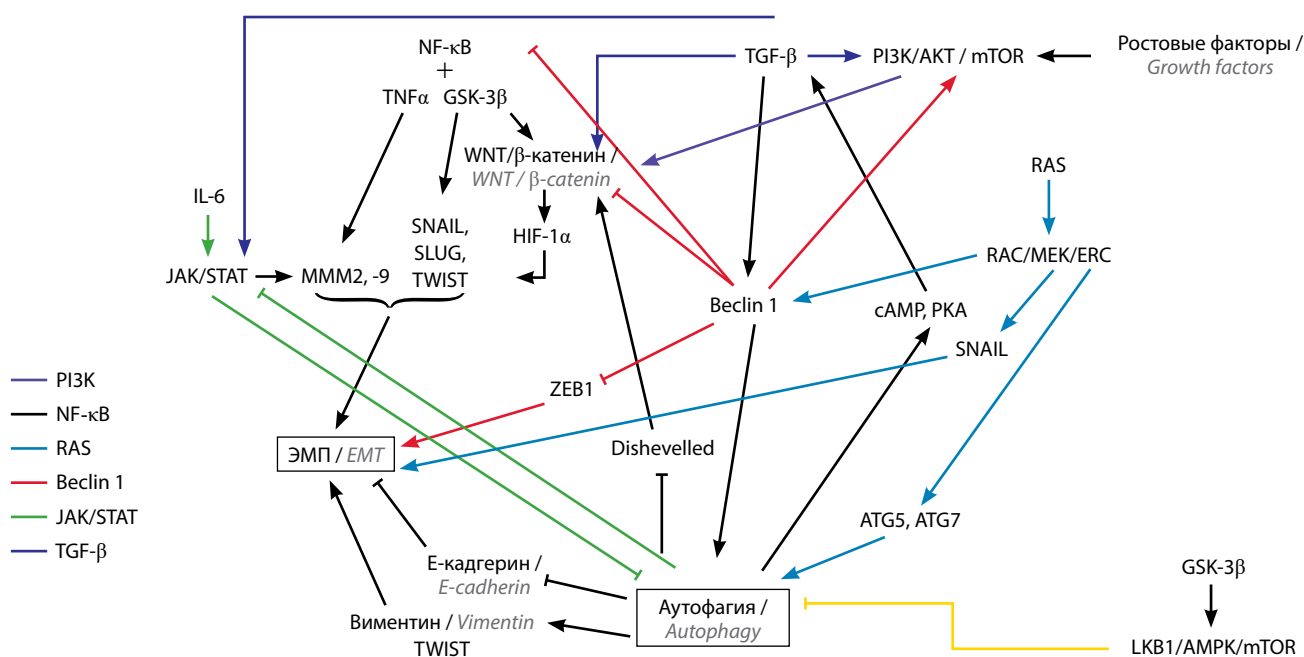 NF-κB
+
TNFα GSK-3β
TGF-β
PI3K/AKT / mTOR
Ростовые факторы /
Growth factors
WNT/β-катенин /
WNT / β-catenin
RAS
IL-6
SNAIL,
SLUG,
TWIST
HIF-1α
RAC/MEK/ERC
JAK/STAT
MMM2, -9
Beclin 1
cAMP, PKA
SNAIL
ZEB1
PI3K
NF-κB
RAS
Beclin 1
JAK/STAT
TGF-β
ЭМП / EMT
Dishevelled
ATG5, ATG7
Е-кадгерин /
E-cadherin
Виментин / Vimentin
TWIST
Аутофагия /
Autophagy
GSK-3β
LKB1/AMPK/mTOR